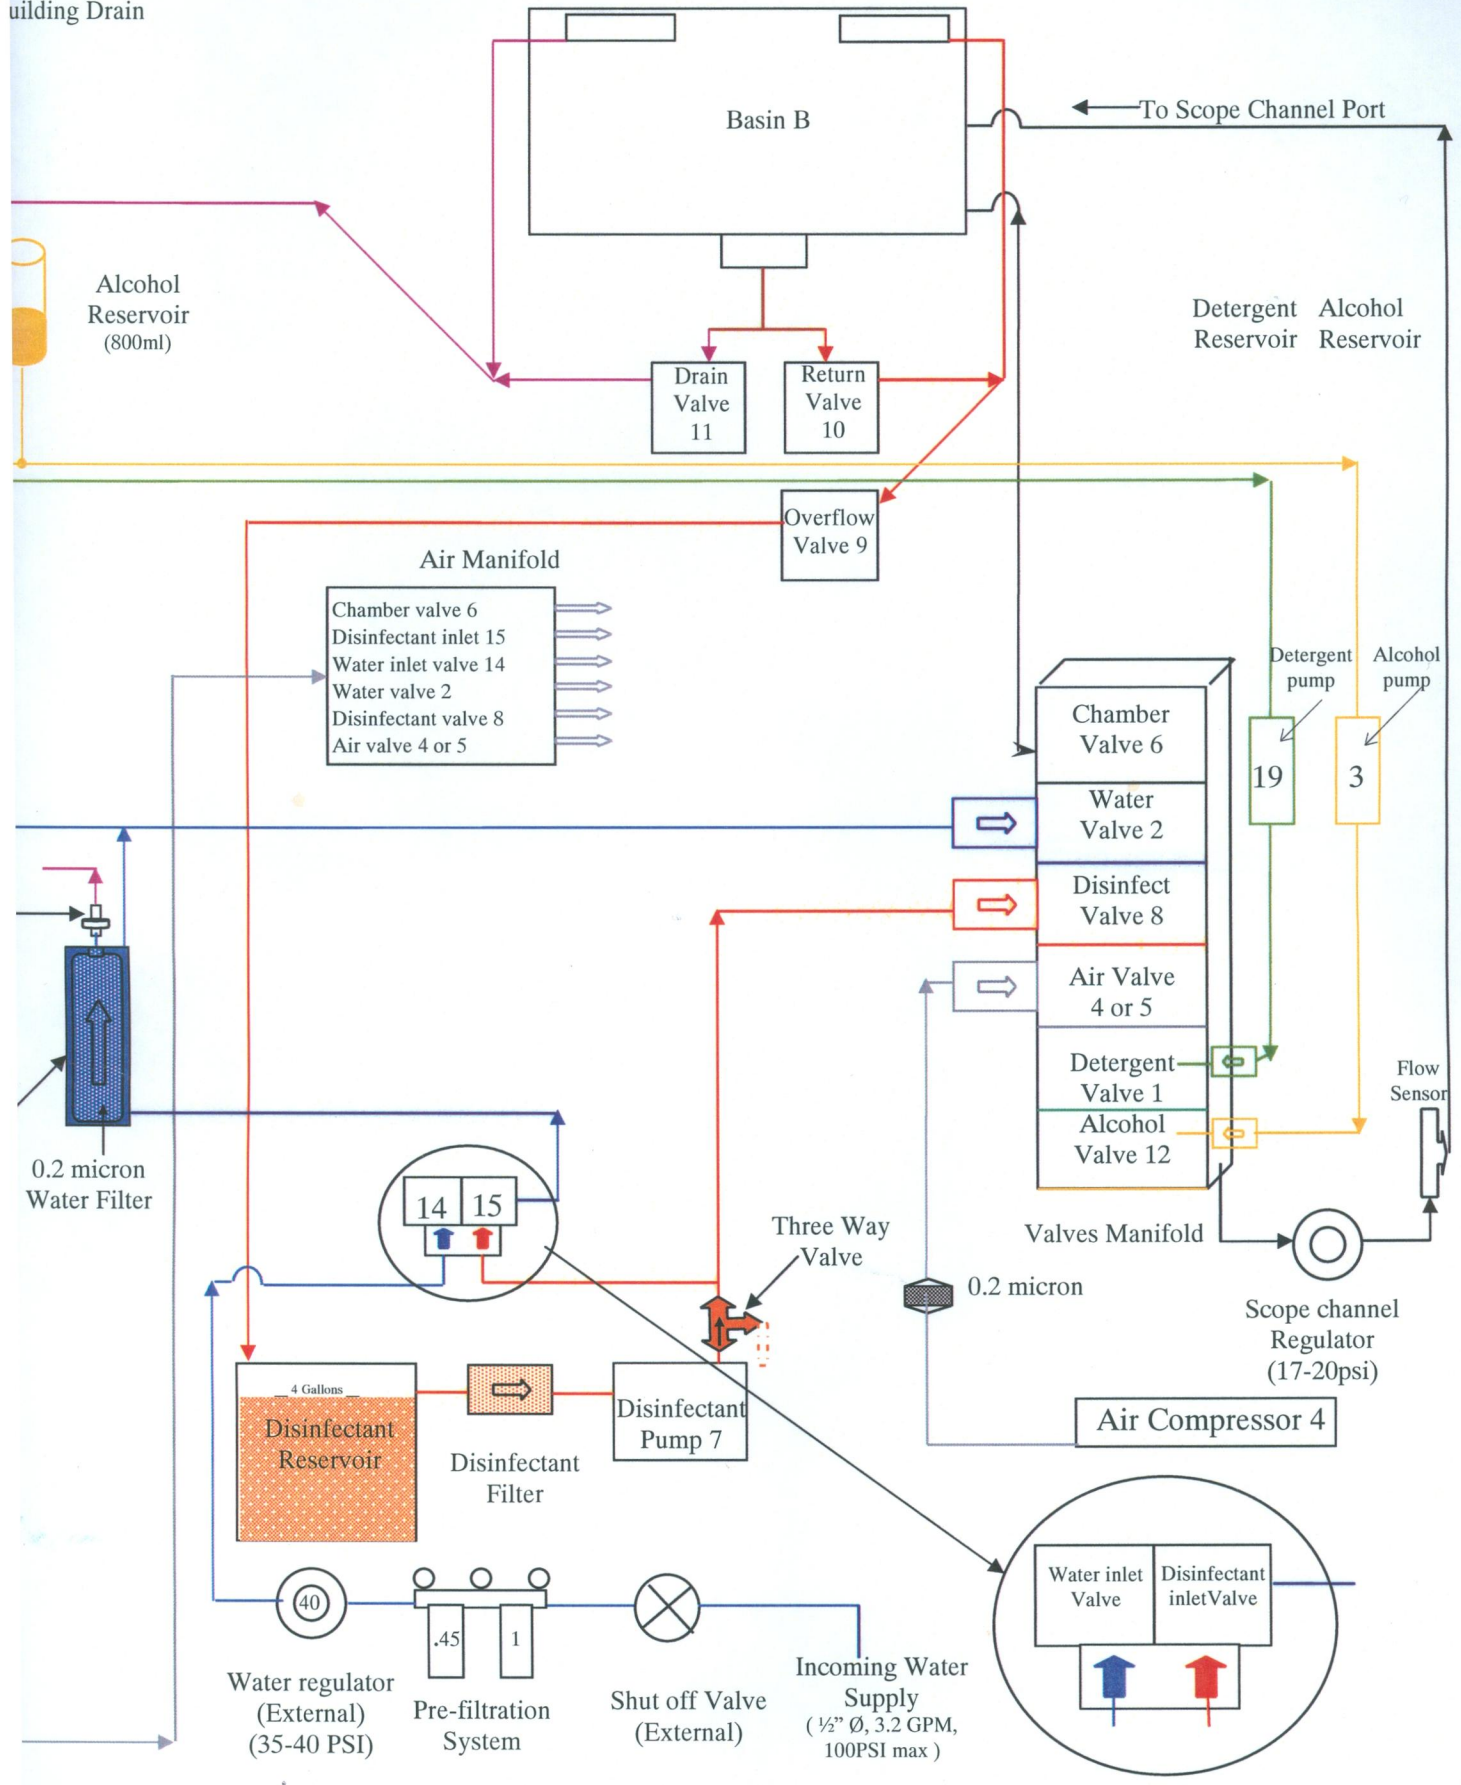 uilding Drain
Basin B
To Scope Channel Port
Alcohol
Reservoir
(800ml)
Detergent
Reservoir
Alcohol
Reservoir
Drain
Valve
11
Return
Valve
10
Overflow
Valve 9
Air Manifold
Chamber valve 6
Disinfectant inlet 15
Water inlet valve 14
Water valve 2
Disinfectant valve 8
Air valve 4 or 5
Detergent
pump
Alcohol
pump
19
3
Chamber
Valve 6
Water
Valve 2
Disinfect
Valve 8
Air Valve
4 or 5
Detergent
Valve 1
Alcohol
Valve 12
Flow
Sensor
0.2 micron
Water Filter
14
15
Three Way
Valve
Valves Manifold
0.2 micron
Scope channel
Regulator
(17-20psi)
4 Gallons
Disinfectant
Reservoir
Disinfectant
Filter
Disinfectant
Pump 7
Air Compressor 4
Water inlet
Valve
Disinfectant
inletValve
40
.45
1
Water regulator
(External)
(35-40 PSI)
Pre-filtration
System
Shut off Valve
(External)
Incoming Water
Supply
( ½” Ø, 3.2 GPM,
100PSI max )